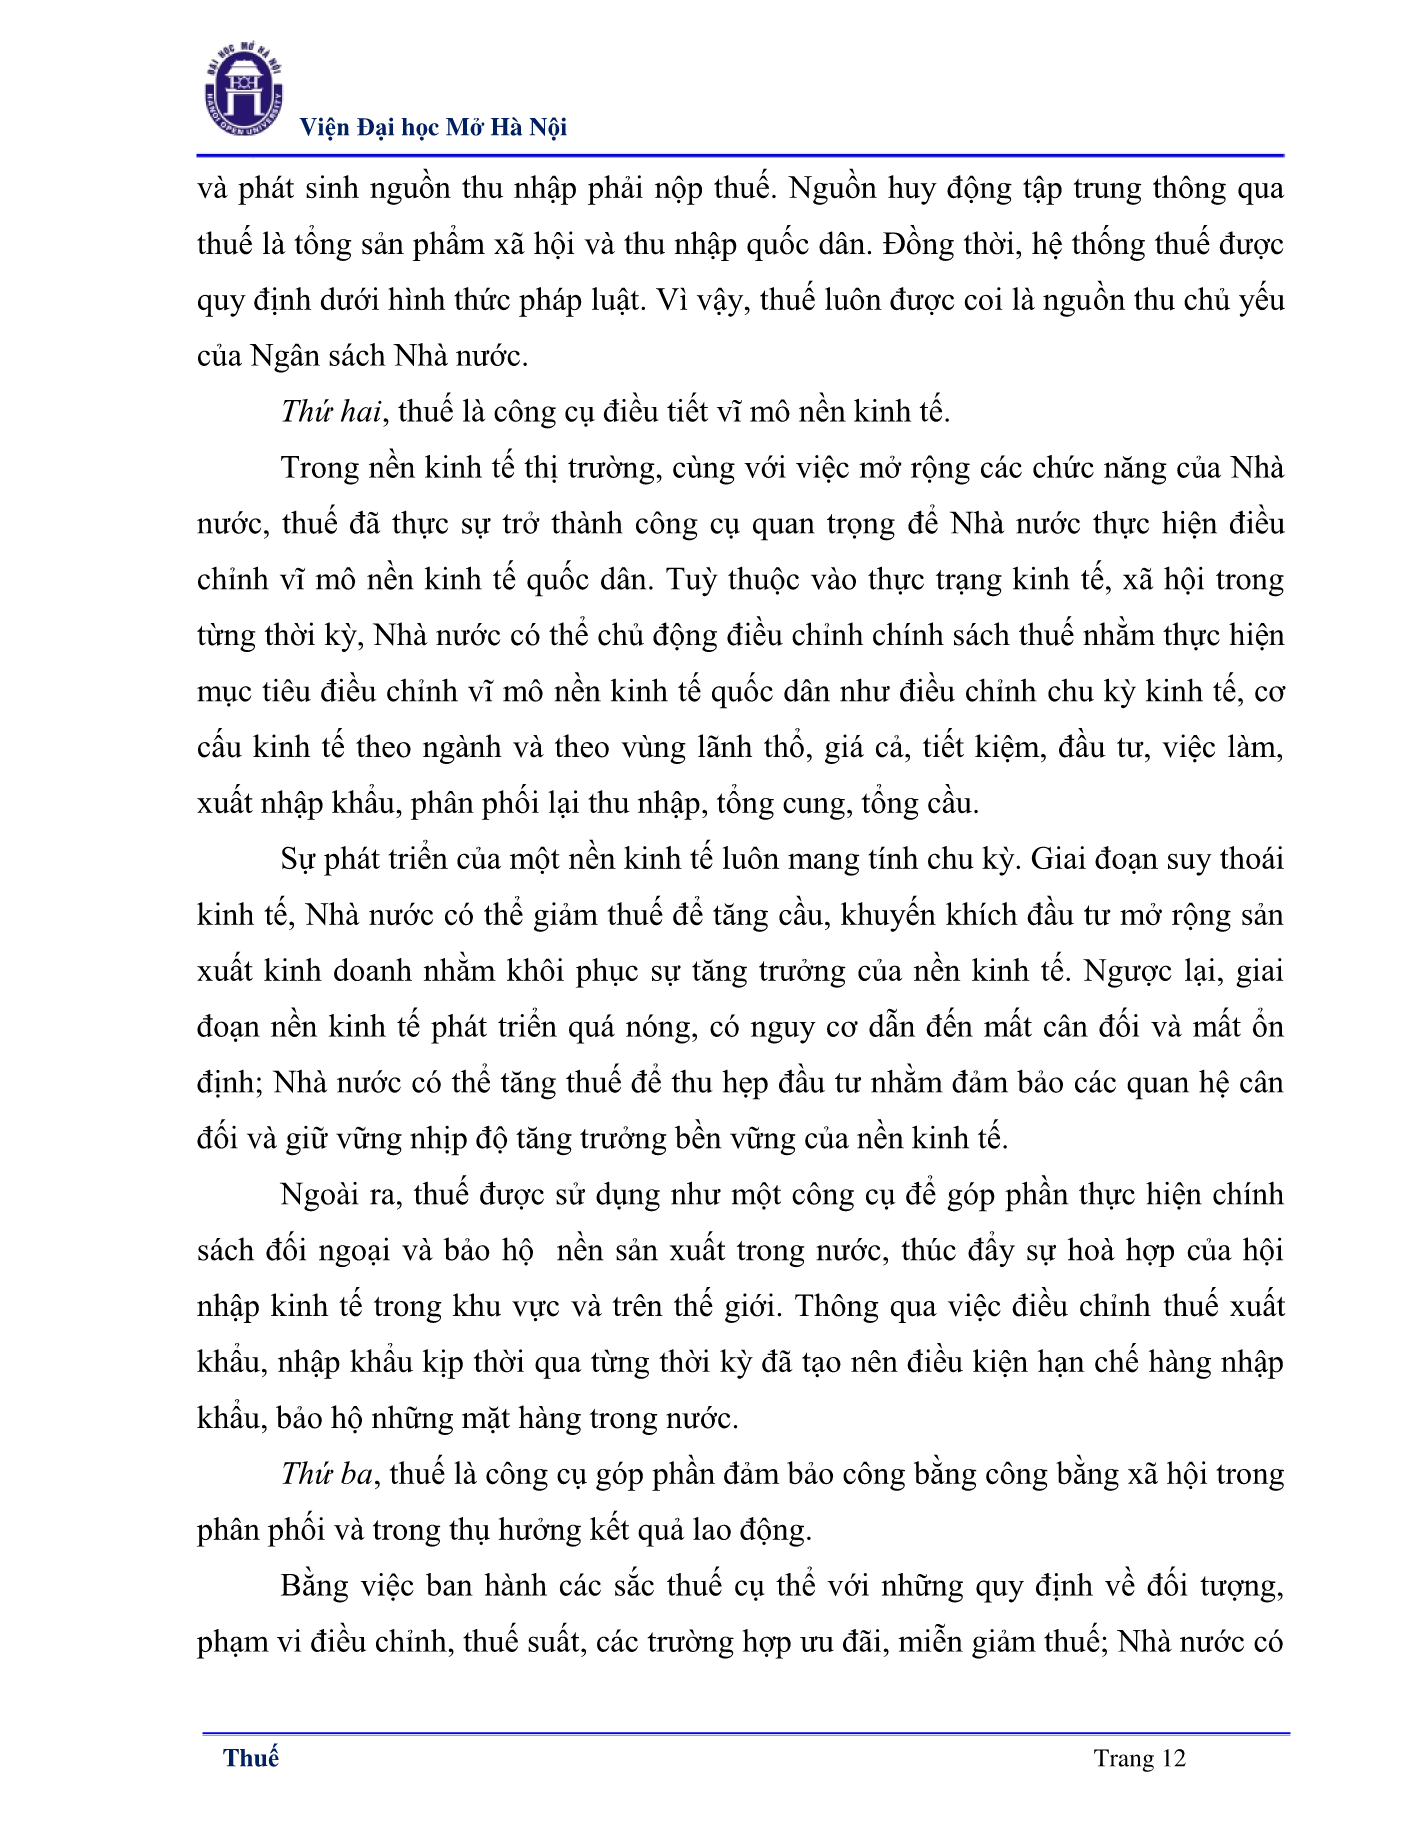 ĐẠI HỌC MỞ HÀ NỘI
HANOI OPEN UNIVERSITY
Viện Đại học Mở Hà Nội
và phát sinh nguồn thu nhập phải nộp thuế. Nguồn huy động tập trung thông qua
thuế là tổng sản phẩm xã hội và thu nhập quốc dân. Đồng thời, hệ thống thuế được
quy định dưới hình thức pháp luật. Vì vậy, thuế luôn được coi là nguồn thu chủ yếu
của Ngân sách Nhà nước.
Thứ hai, thuế là công cụ điều tiết vĩ mô nền kinh tế.
Trong nền kinh tế thị trường, cùng với việc mở rộng các chức năng của Nhà
nước, thuế đã thực sự trở thành công cụ quan trọng để Nhà nước thực hiện điều
chỉnh vĩ mô nền kinh tế quốc dân. Tuỳ thuộc vào thực trạng kinh tế, xã hội trong
từng thời kỳ, Nhà nước có thể chủ động điều chỉnh chính sách thuế nhằm thực hiện
mục tiêu điều chỉnh vĩ mô nền kinh tế quốc dân như điều chỉnh chu kỳ kinh tế, cơ
cấu kinh tế theo ngành và theo vùng lãnh thổ, giá cả, tiết kiệm, đầu tư, việc làm,
xuất nhập khẩu, phân phối lại thu nhập, tổng cung, tổng cầu.
Sự phát triển của một nền kinh tế luôn mang tính chu kỳ. Giai đoạn suy thoái
kinh tế, Nhà nước có thể giảm thuế để tăng cầu, khuyến khích đầu tư mở rộng sản
xuất kinh doanh nhằm khôi phục sự tăng trưởng của nền kinh tế. Ngược lại, giai
đoạn nền kinh tế phát triển quá nóng, có nguy cơ dẫn đến mất cân đối và mất ổn
định; Nhà nước có thể tăng thuế để thu hẹp đầu tư nhằm đảm bảo các quan hệ cân
đối và giữ vững nhịp độ tăng trưởng bền vững của nền kinh tế.
Ngoài ra, thuế được sử dụng như một công cụ để góp phần thực hiện chính
sách đối ngoại và bảo hộ  nền sản xuất trong nước, thúc đẩy sự hoà hợp của hội
nhập kinh tế trong khu vực và trên thế giới. Thông qua việc điều chỉnh thuế xuất
khẩu, nhập khẩu kịp thời qua từng thời kỳ đã tạo nên điều kiện hạn chế hàng nhập
khẩu, bảo hộ những mặt hàng trong nước.
Thứ ba, thuế là công cụ góp phần đảm bảo công bằng công bằng xã hội trong
phân phối và trong thụ hưởng kết quả lao động.
Bằng việc ban hành các sắc thuế cụ thể với những quy định về đối tượng,
phạm vi điều chỉnh, thuế suất, các trường hợp ưu đãi, miễn giảm thuế; Nhà nước có
Thuế
Trang 12